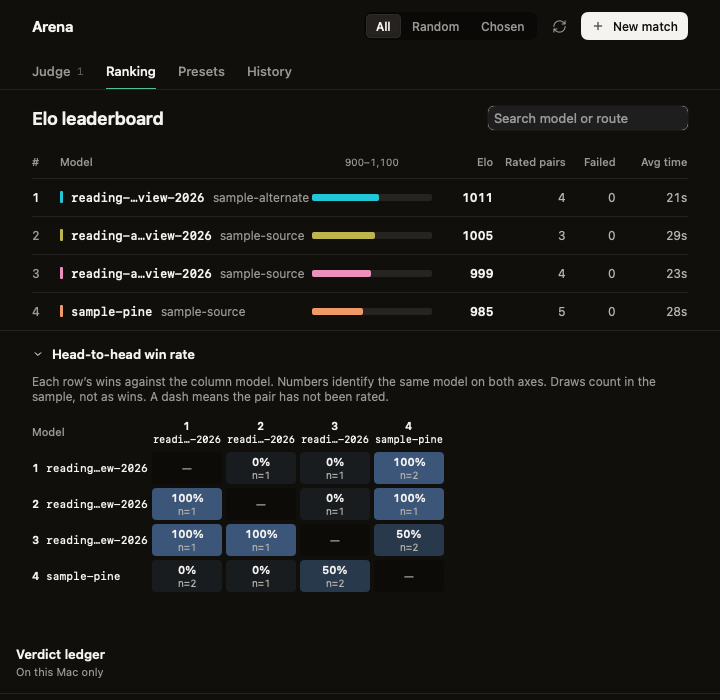 Arena
All Random Chosen + New match
Judge 1 Ranking Presets History
Elo leaderboard
Search model or route
# Model 900–1,100 Elo Rated pairs Failed Avg time
1 reading-…view-2026 sample-alternate 1011 4 0 21s
2 reading-a…view-2026 sample-source 1005 3 0 29s
3 reading-a…view-2026 sample-source 999 4 0 23s
4 sample-pine sample-source 985 5 0 28s
Head-to-head win rate
Each row's wins against the column model. Numbers identify the same model on both axes. Draws count in the
sample, not as wins. A dash means the pair has not been rated.
1 2 3 4
Model readi…-2026 readi…-2026 readi…-2026 sample-pine
1 reading…ew-2026 — 0% 0% 100%
n=1 n=1 n=2
2 reading…ew-2026 100% — 0% 100%
n=1 n=1 n=1
3 reading…ew-2026 100% 100% — 50%
n=1 n=1 n=2
4 sample-pine 0% 0% 50% —
n=2 n=1 n=2
Verdict ledger
On this Mac only